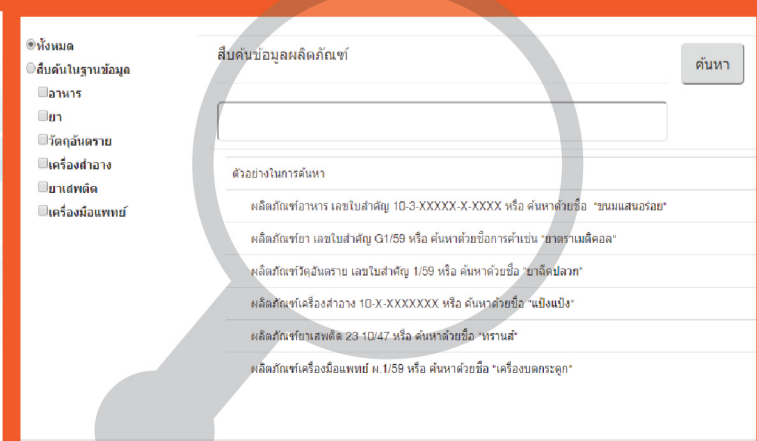 ทั้งหมด
สืบค้นในฐานข้อมูล
อาหาร
ยา
วัตถุอันตราย
เครื่องสำอาง
ยาเสพติด
เครื่องมือแพทย์
สืบค้นข้อมูลผลิตภัณฑ์
ค้นหา
ตัวอย่างในการค้นหา
ผลิตภัณฑ์อาหาร เลขใบสำคัญ 10-3-XXXXX-X-XXXX หรือ ค้นหาด้วยชื่อ "ขนมแสนอร่อย"
ผลิตภัณฑ์ยา เลขใบสำคัญ G1/59 หรือ ค้นหาด้วยชื่อการค้าเช่น "ยาตราเมดิคอล"
ผลิตภัณฑ์วัตถุอันตราย เลขใบสำคัญ 1/59 หรือ ค้นหาด้วยชื่อ "ยาฉีดปลวก"
ผลิตภัณฑ์เครื่องสำอาง 10-X-XXXXXXX หรือ ค้นหาด้วยชื่อ "แป้งแป้ง"
ผลิตภัณฑ์ยาเสพติด 23 10/47 หรือ ค้นหาด้วยชื่อ "ทรานส์"
ผลิตภัณฑ์เครื่องมือแพทย์ ผ.1/59 หรือ ค้นหาด้วยชื่อ "เครื่องบดกระดูก"